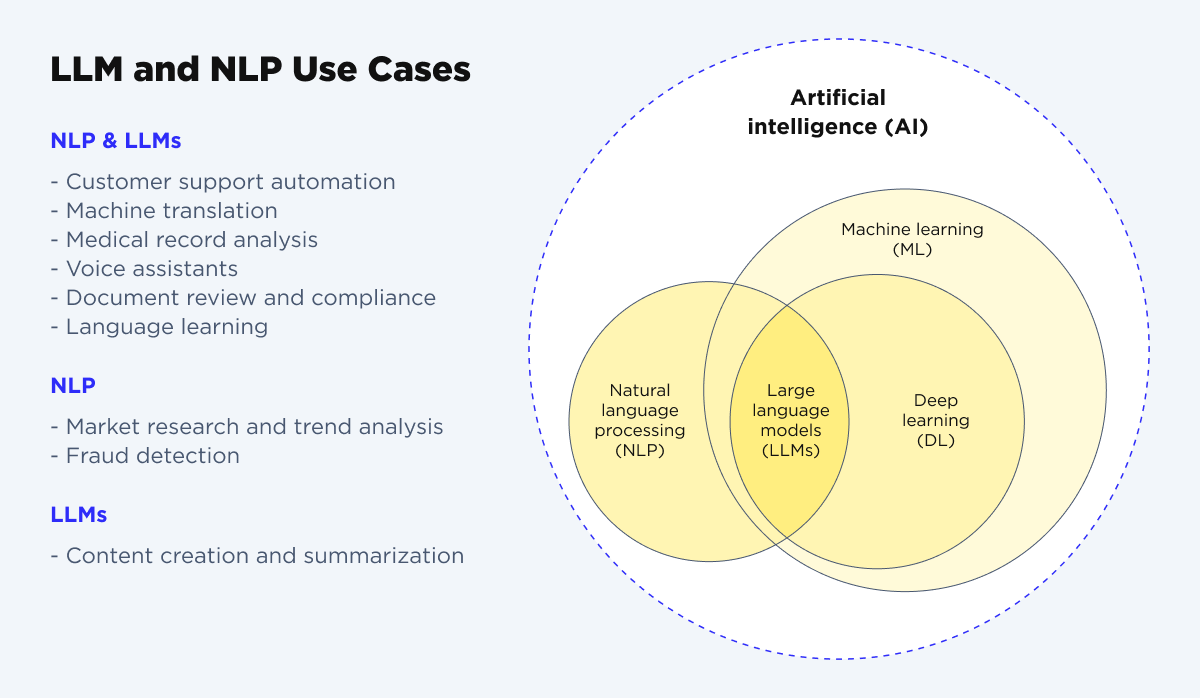 LLM and NLP Use Cases
NLP & LLMs
- Customer support automation
- Machine translation
- Medical record analysis
- Voice assistants
- Document review and compliance
- Language learning
NLP
- Market research and trend analysis
- Fraud detection
LLMs
- Content creation and summarization
Artificial
intelligence (AI)
Machine learning
(ML)
Natural
language
processing
(NLP)
Large
language
models
(LLMs)
Deep
learning
(DL)